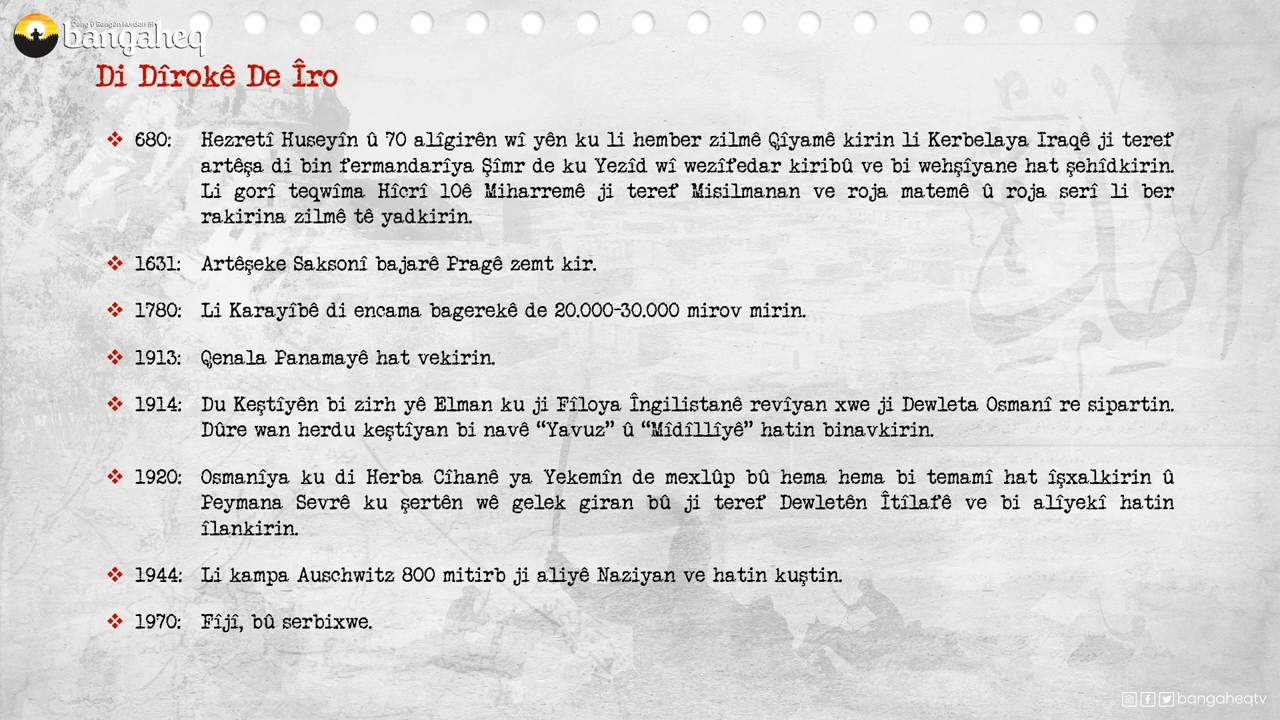 Deng û Rengên Kurdan Bi
bangaheq
Di Dîrokê De Îro
❖ 680: Hezretî Huseyîn û 70 alîgirên wî yên ku li hember zilmê Qîyamê kirin li Kerbelaya Iraqê ji teref
artêşa di bin fermandarîya Şîmr de ku Yezîd wî wezîfedar kiribû ve bi wehşîyane hat şehîdkirin.
Li gorî teqwîma Hîcrî 10ê Miharremê ji teref Misilmanan ve roja matemê û roja serî li ber
rakirina zilmê tê yadkirin.
❖ 1631: Artêşeke Saksonî bajarê Pragê zemt kir.
❖ 1780: Li Karayîbê di encama bagerekê de 20.000-30.000 mirov mirin.
❖ 1913: Qenala Panamayê hat vekirin.
❖ 1914: Du Keştîyên bi zirh yê Elman ku ji Fîloya Îngilistanê revîyan xwe ji Dewleta Osmanî re sipartin.
Dûre wan herdu keştîyan bi navê “Yavuz” û “Mîdîllîyê” hatin binavkirin.
❖ 1920: Osmanîya ku di Herba Cîhanê ya Yekemîn de mexlûp bû hema hema bi temamî hat îşxalkirin û
Peymana Sevrê ku şertên wê gelek giran bû ji teref Dewletên Îtîlafê ve bi alîyekî hatin
îlankirin.
❖ 1944: Li kampa Auschwitz 800 mitirb ji aliyê Naziyan ve hatin kuştin.
❖ 1970: Fîjî, bû serbixwe.
bangaheqtv